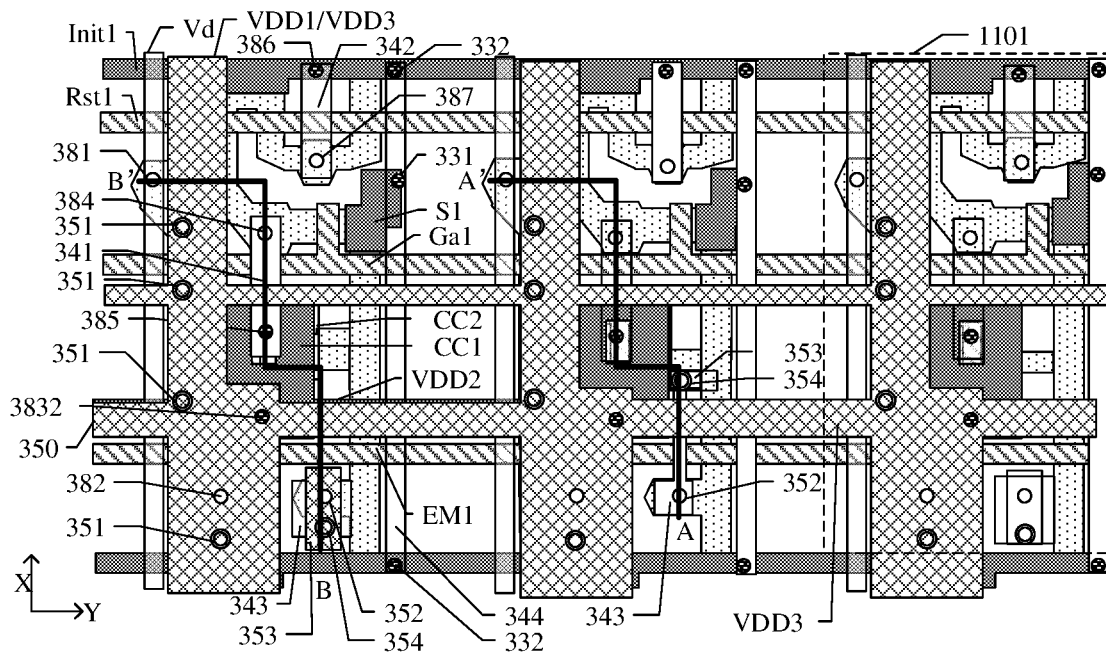 Vd VDD1/VDD3
Init1 386 342 332 1101
Rst1 387
381 331
B' A'
384 S1
351 Ga1
341
351
385 CC2
CC1 353
351 VDD2 354
3832
350
382 EM1 352
351 A
X B
Y 343 352 344 343 VDD3
353 354 332